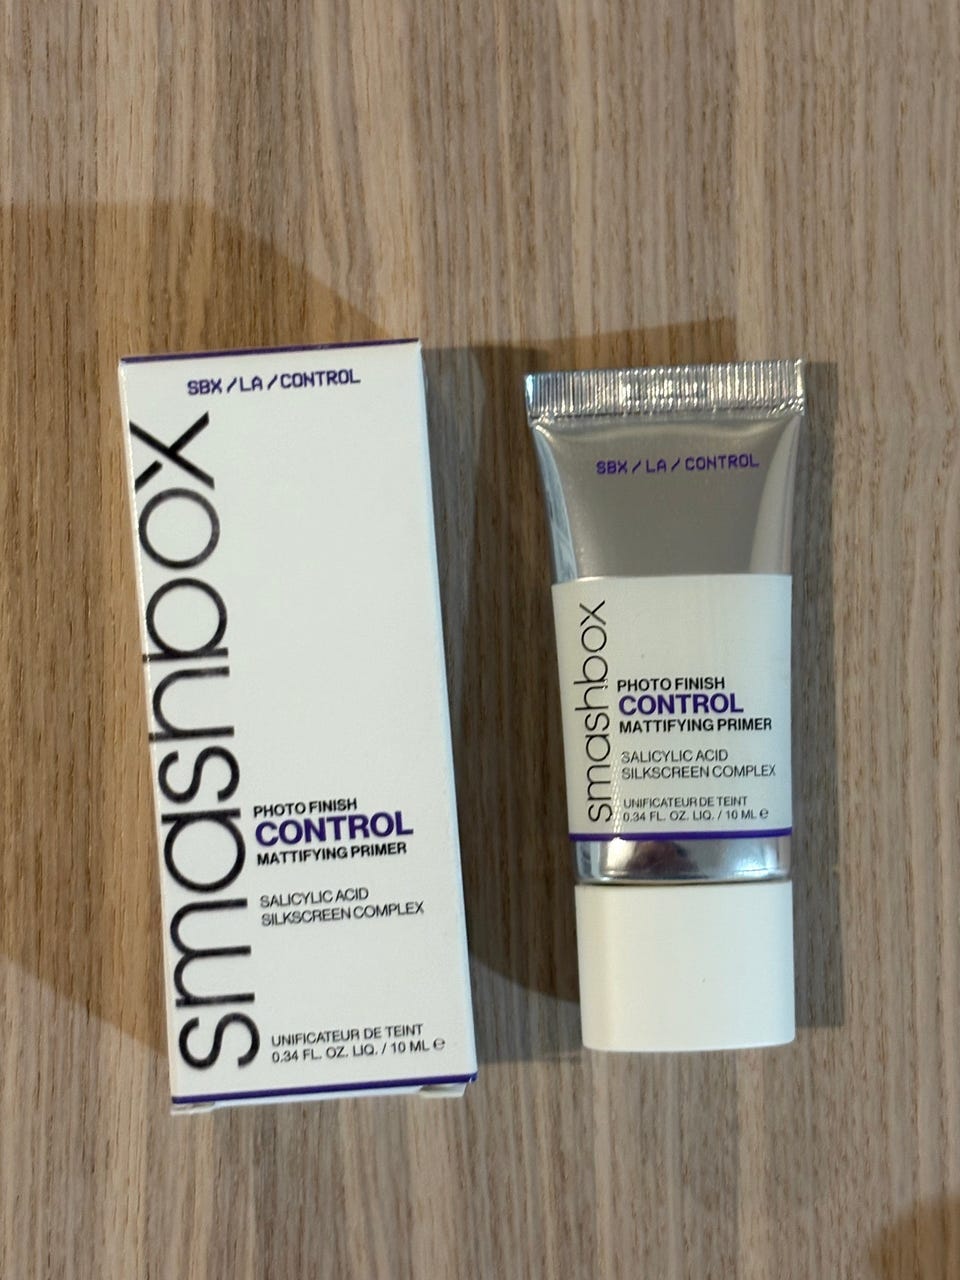 SBX/LA/CONTROL
smashbox
PHOTO FINISH
CONTROL
MATTIFYING PRIMER
SALICYLIC ACID
SILKSCREEN COMPLEX
UNIFICATEUR DE TEINT
0.34 FL. OZ. LIQ. / 10 ML ℮
SBX/LA/CONTROL
smashbox
PHOTO FINISH
CONTROL
MATTIFYING PRIMER
SALICYLIC ACID
SILKSCREEN COMPLEX
UNIFICATEUR DE TEINT
0.34 FL. OZ. LIQ. / 10 ML ℮